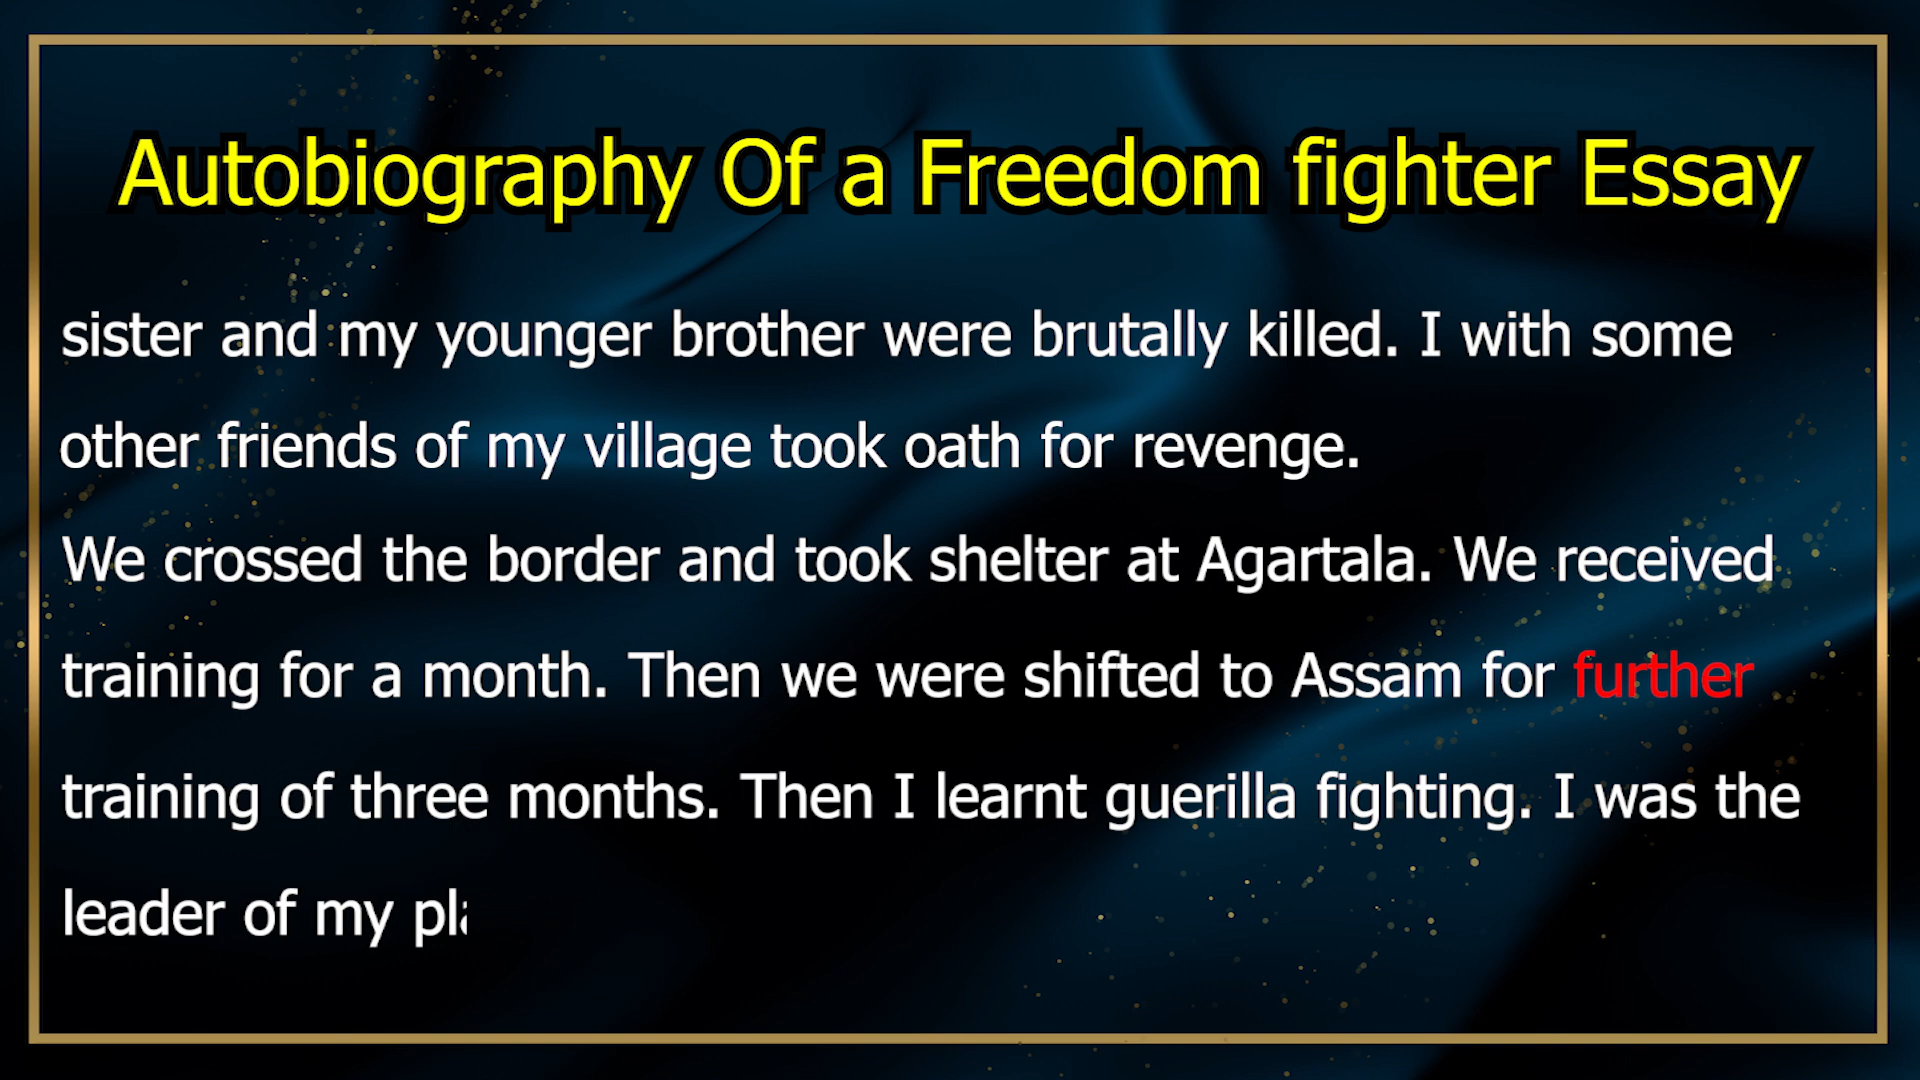 Autobiography Of a Freedom fighter Essay
sister and my younger brother were brutally killed. I with some
other friends of my village took oath for revenge.
We crossed the border and took shelter at Agartala. We received
training for a month. Then we were shifted to Assam for further
training of three months. Then I learnt guerilla fighting. I was the
leader of my